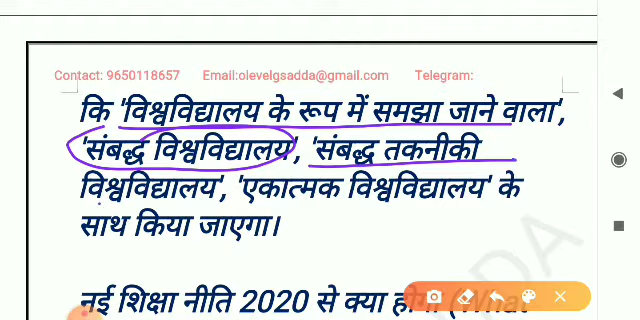 Contact: 9650118657 Email:olevelgsadda@gmail.com Telegram:
कि 'विश्वविद्यालय के रूप में समझा जाने वाला',
'संबद्ध विश्वविद्यालय', 'संबद्ध तकनीकी
विश्वविद्यालय', 'एकात्मक विश्वविद्यालय' के
साथ किया जाएगा।
नई शिक्षा नीति 2020 से क्या होगा (What